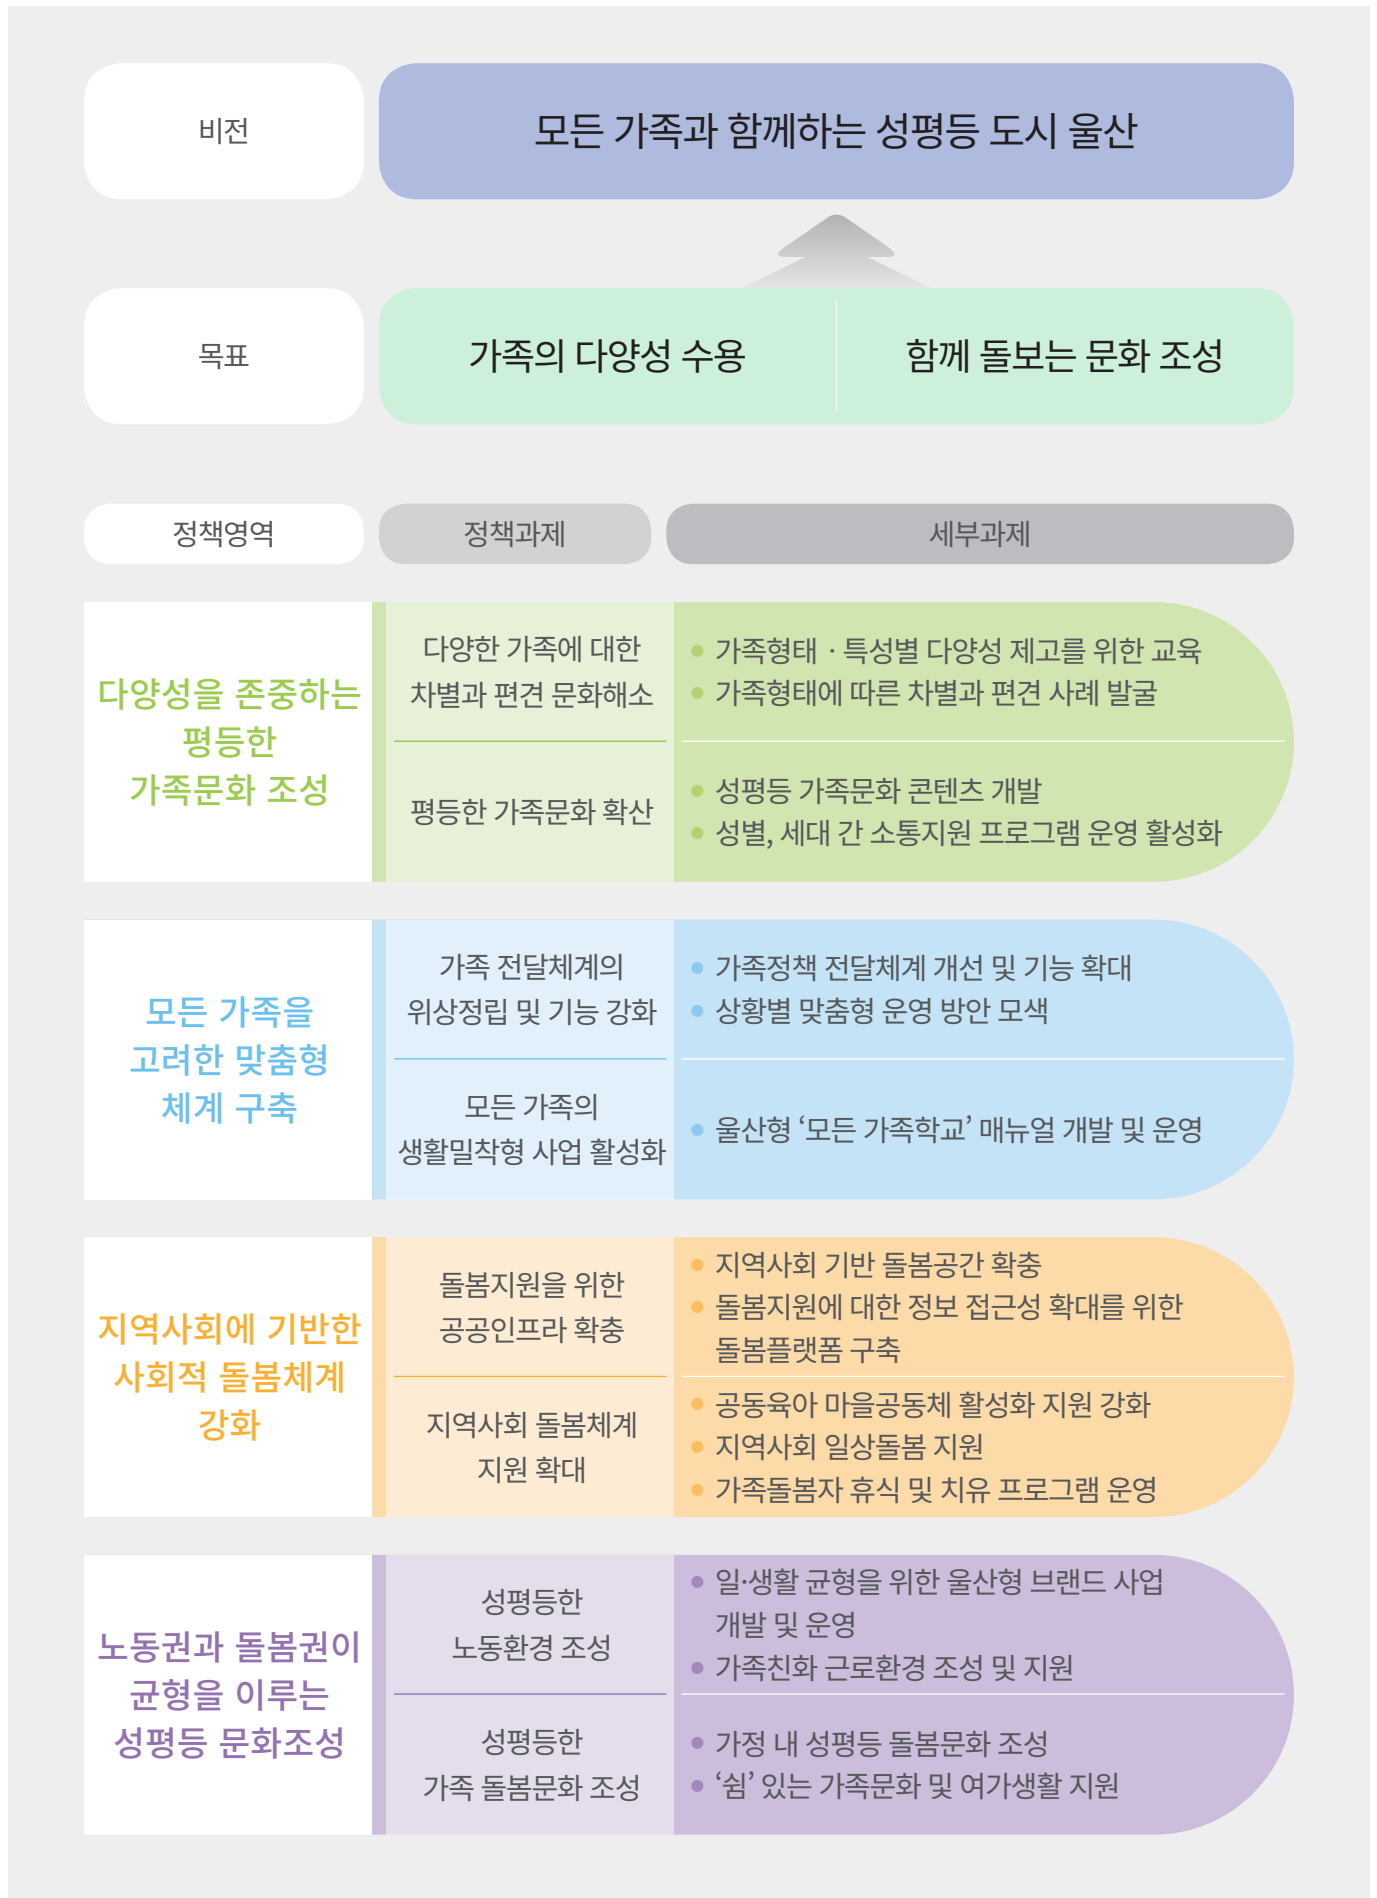 비전
모든 가족과 함께하는 성평등 도시 울산
목표
가족의 다양성 수용
함께 돌보는 문화 조성
정책영역
정책과제
세부과제
다양성을 존중하는
평등한
가족문화 조성
다양한 가족에 대한
차별과 편견 문화해소
• 가족형태 · 특성별 다양성 제고를 위한 교육
• 가족형태에 따른 차별과 편견 사례 발굴
평등한 가족문화 확산
• 성평등 가족문화 콘텐츠 개발
• 성별, 세대 간 소통지원 프로그램 운영 활성화
모든 가족을
고려한 맞춤형
체계 구축
가족 전달체계의
위상정립 및 기능 강화
• 가족정책 전달체계 개선 및 기능 확대
• 상황별 맞춤형 운영 방안 모색
모든 가족의
생활밀착형 사업 활성화
• 울산형 ‘모든 가족학교’ 매뉴얼 개발 및 운영
지역사회에 기반한
사회적 돌봄체계
강화
돌봄지원을 위한
공공인프라 확충
• 지역사회 기반 돌봄공간 확충
• 돌봄지원에 대한 정보 접근성 확대를 위한
돌봄플랫폼 구축
지역사회 돌봄체계
지원 확대
• 공동육아 마을공동체 활성화 지원 강화
• 지역사회 일상돌봄 지원
• 가족돌봄자 휴식 및 치유 프로그램 운영
노동권과 돌봄권이
균형을 이루는
성평등 문화조성
성평등한
노동환경 조성
• 일·생활 균형을 위한 울산형 브랜드 사업
개발 및 운영
• 가족친화 근로환경 조성 및 지원
성평등한
가족 돌봄문화 조성
• 가정 내 성평등 돌봄문화 조성
• ‘쉼’ 있는 가족문화 및 여가생활 지원